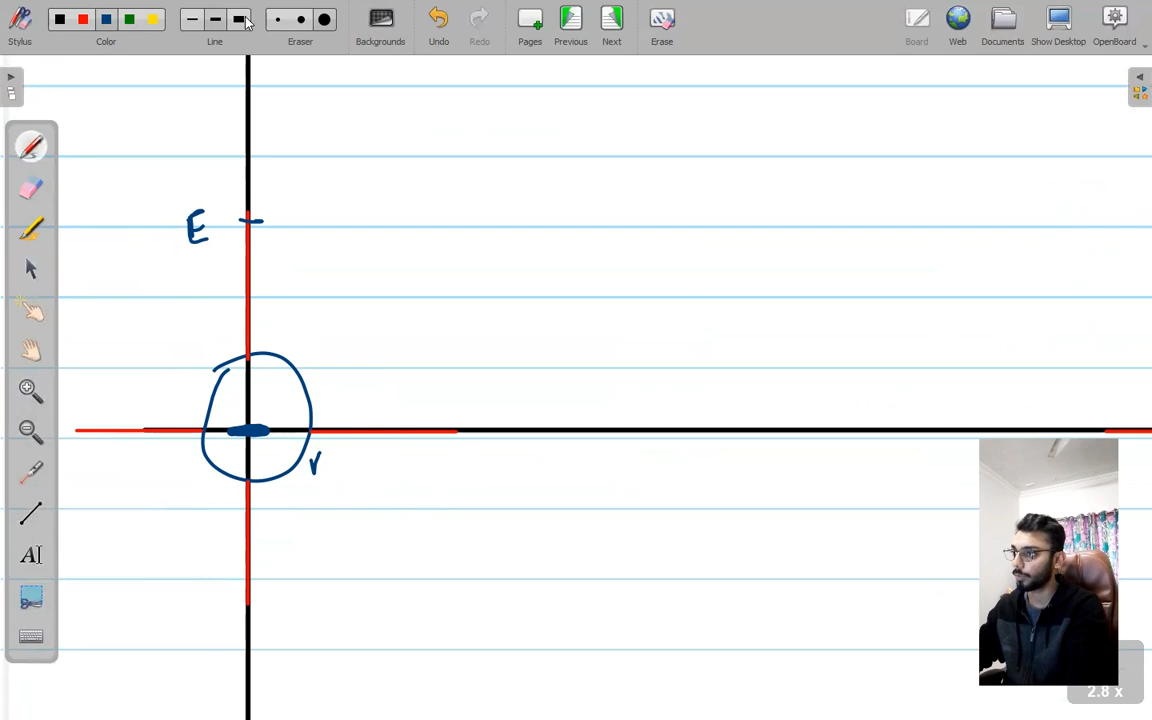 Stylus
Color
Line
Eraser
Backgrounds
Undo
Redo
Pages
Previous
Next
Erase
Board
Web
Documents
Show Desktop
OpenBoard
E
r
2.8 x